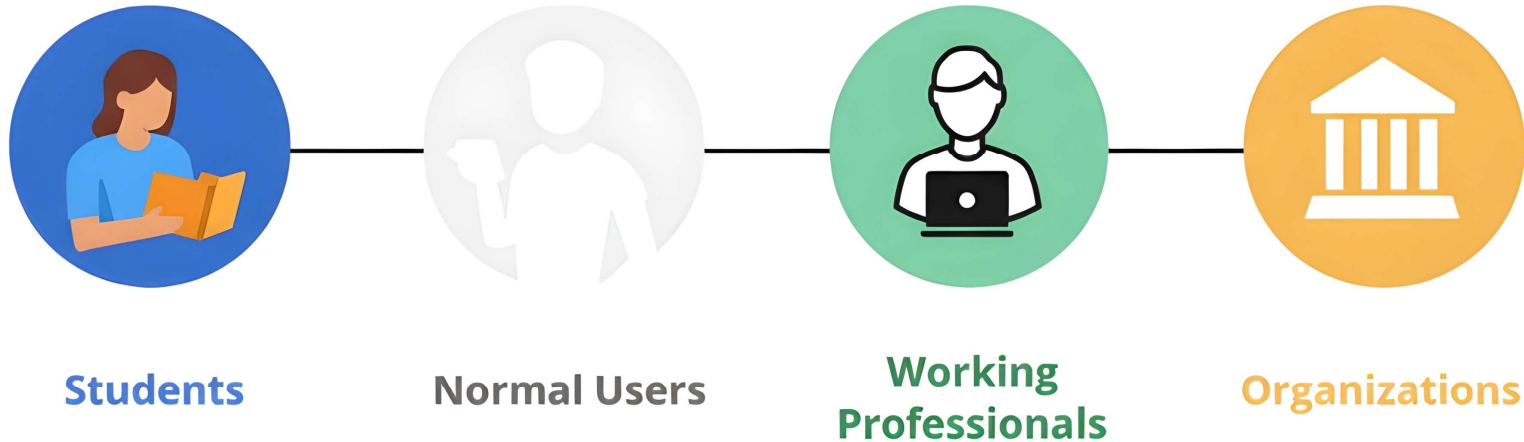 Students
Normal Users
Working
Professionals
Organizations